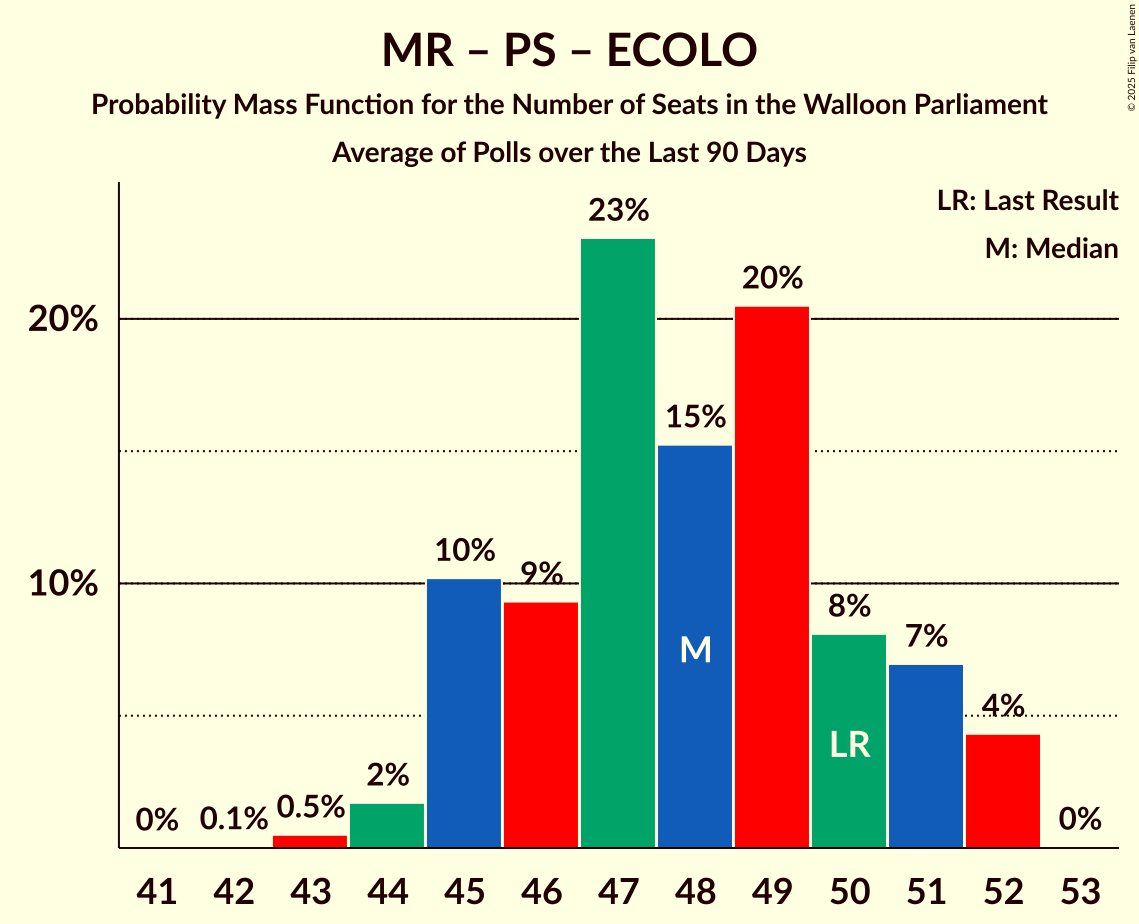 MR – PS – ECOLO
Probability Mass Function for the Number of Seats in the Walloon Parliament
Average of Polls over the Last 90 Days
© 2025 Filip van Laenen
LR: Last Result
M: Median
20%
10%
0%
0.1%
0.5%
2%
10%
9%
23%
15%
20%
8%
7%
4%
0%
M
LR
41 42 43 44 45 46 47 48 49 50 51 52 53